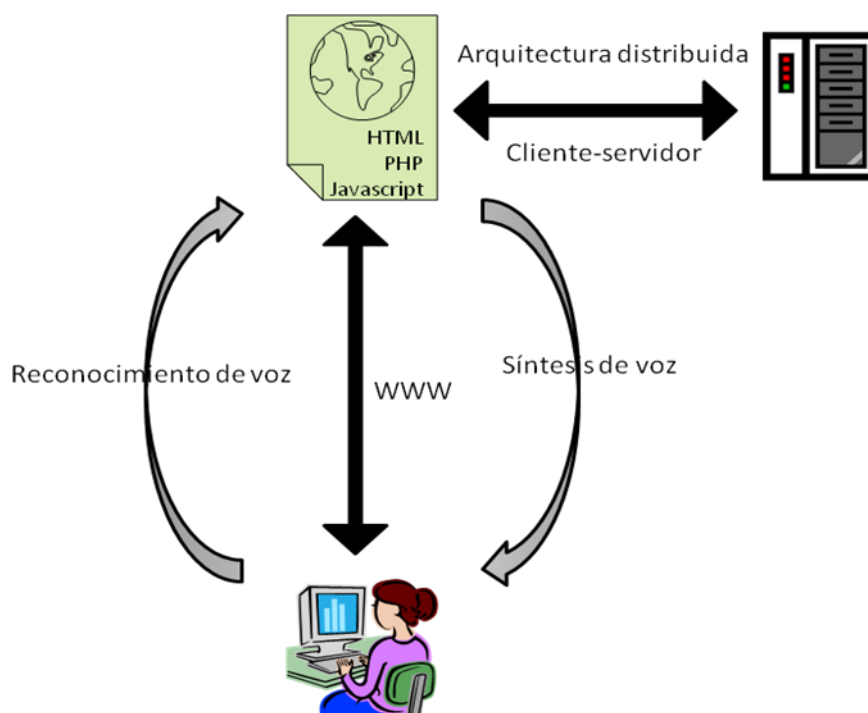 Arquitectura distribuida
HTML
PHP
Javascript
Cliente-servidor
Reconocimiento de voz
WWW
Síntesis de voz